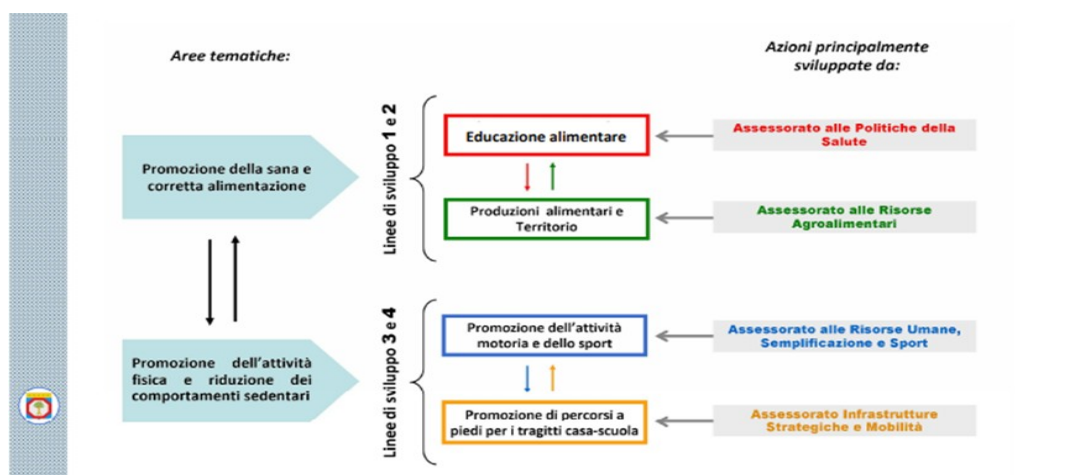 Aree tematiche:
Azioni principalmente
sviluppate da:
Promozione della sana e
corretta alimentazione
Linee di sviluppo 1 e 2
Educazione alimentare
Assessorato alle Politiche della
Salute
Produzioni alimentari e
Territorio
Assessorato alle Risorse
Agroalimentari
Promozione dell'attività
fisica e riduzione dei
comportamenti sedentari
Linee di sviluppo 3 e 4
Promozione dell'attività
motoria e dello sport
Assessorato alle Risorse Umane,
Semplificazione e Sport
Promozione di percorsi a
piedi per i tragitti casa-scuola
Assessorato Infrastrutture
Strategiche e Mobilità